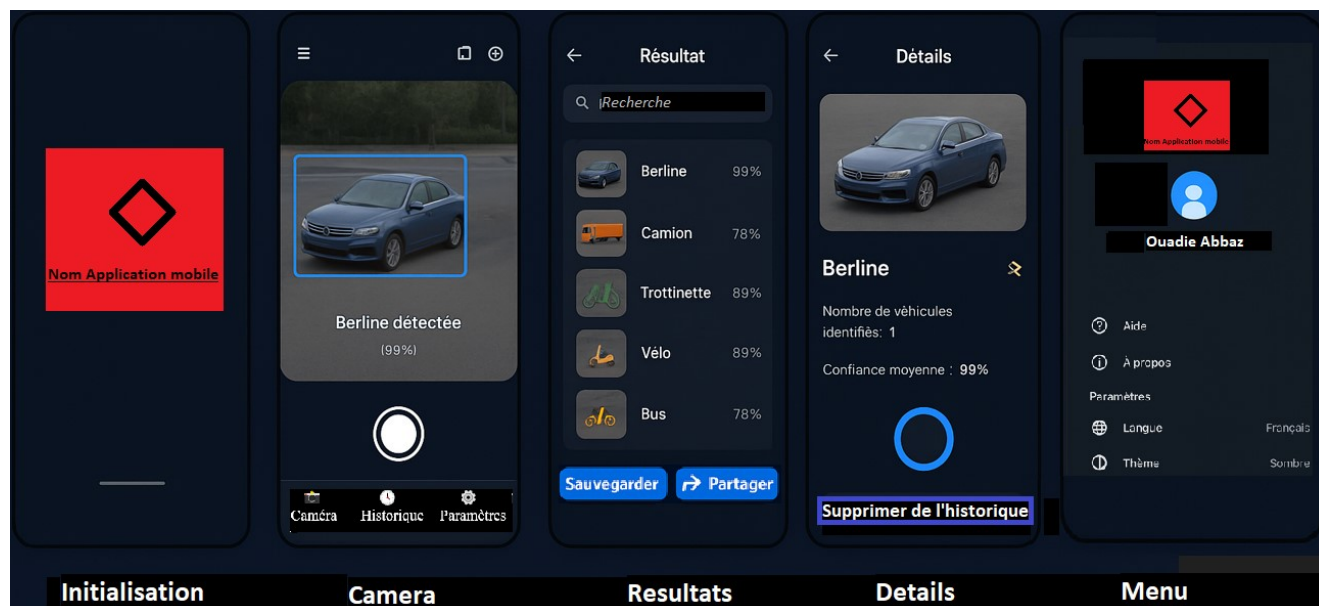 Nom Application mobile
Berline détectée
(99%)
Caméra Historique Paramètres
Résultat
Recherche
Berline 99%
Camion 78%
Trottinette 89%
Vélo 89%
Bus 78%
Sauvegarder Partager
Détails
Berline
Nombre de vèhicules
identifiès: 1
Confiance moyenne : 99%
Supprimer de l'historique
Nom Application mobile
Ouadie Abbaz
Aide
À propos
Paramètres
Langue Français
Thème Sombre
Initialisation Camera Resultats Details Menu